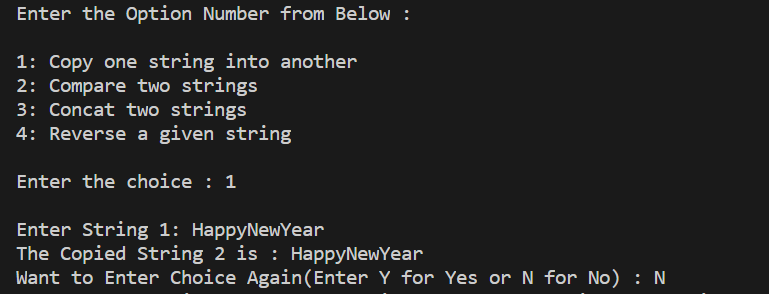 Enter the Option Number from Below :
1: Copy one string into another
2: Compare two strings
3: Concat two strings
4: Reverse a given string
Enter the choice : 1
Enter String 1: HappyNewYear
The Copied String 2 is : HappyNewYear
Want to Enter Choice Again(Enter Y for Yes or N for No) : N